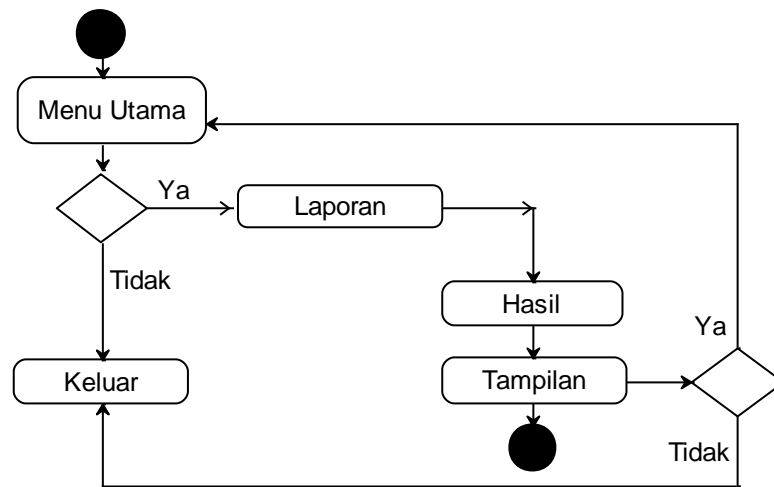 Menu Utama
Ya
Laporan
Tidak
Hasil
Ya
Keluar
Tampilan
Tidak